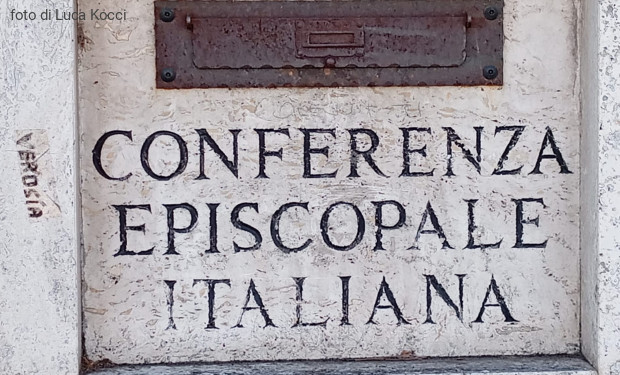 foto di Luca Kocci
CONFERENZA
EPISCOPALE
ITALIANA